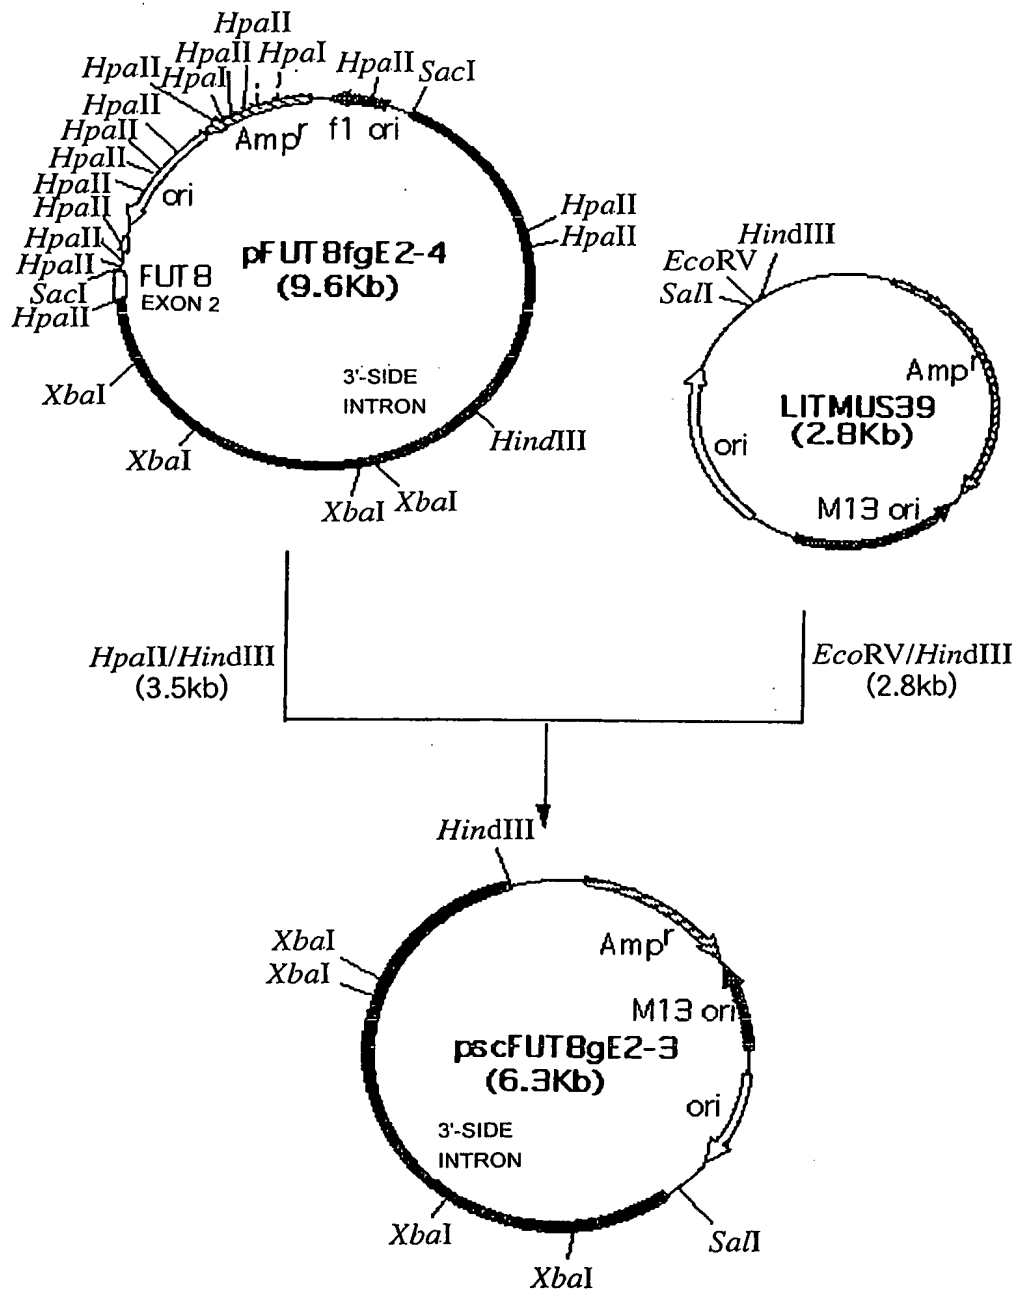 HpaII
HpaII HpaI
HpaII HpaI HpaII SacI
HpaII
HpaII
HpaII
HpaII
HpaII
HpaII
HpaII
SacI
HpaII
Ampʳ f1 ori
ori
pFUT8fgE2-4
(9.6Kb)
FUT8
EXON 2
HpaII
HpaII
3'-SIDE
INTRON
XbaI
XbaI
XbaI XbaI
HindIII
HindIII
EcoRV
SalI
Ampʳ
LITMUS39
(2.8Kb)
ori
M13 ori
HpaII/HindIII
(3.5kb)
EcoRV/HindIII
(2.8kb)
HindIII
XbaI
XbaI
Ampʳ
M13 ori
pscFUT8gE2-3
(6.3Kb)
ori
3'-SIDE
INTRON
XbaI
XbaI
SalI